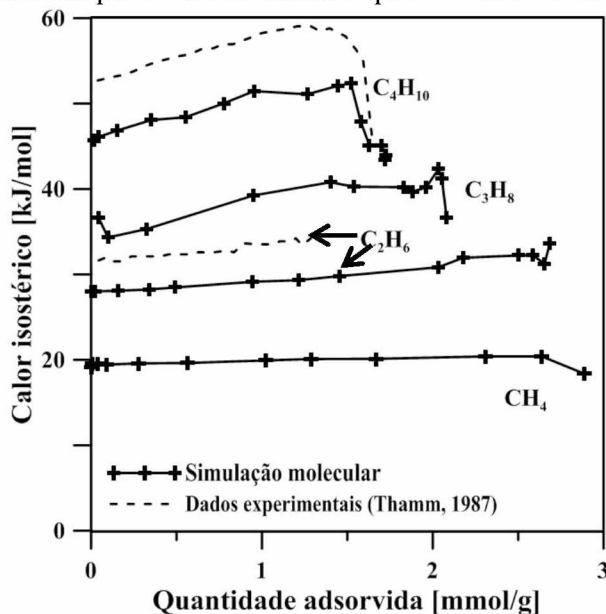 60
C₄H₁₀
40
C₃H₈
C₂H₆
20
CH₄
Simulação molecular
Dados experimentais (Thamm, 1987)
0
0 1 2 3
Quantidade adsorvida [mmol/g]
Calor isostérico [kJ/mol]